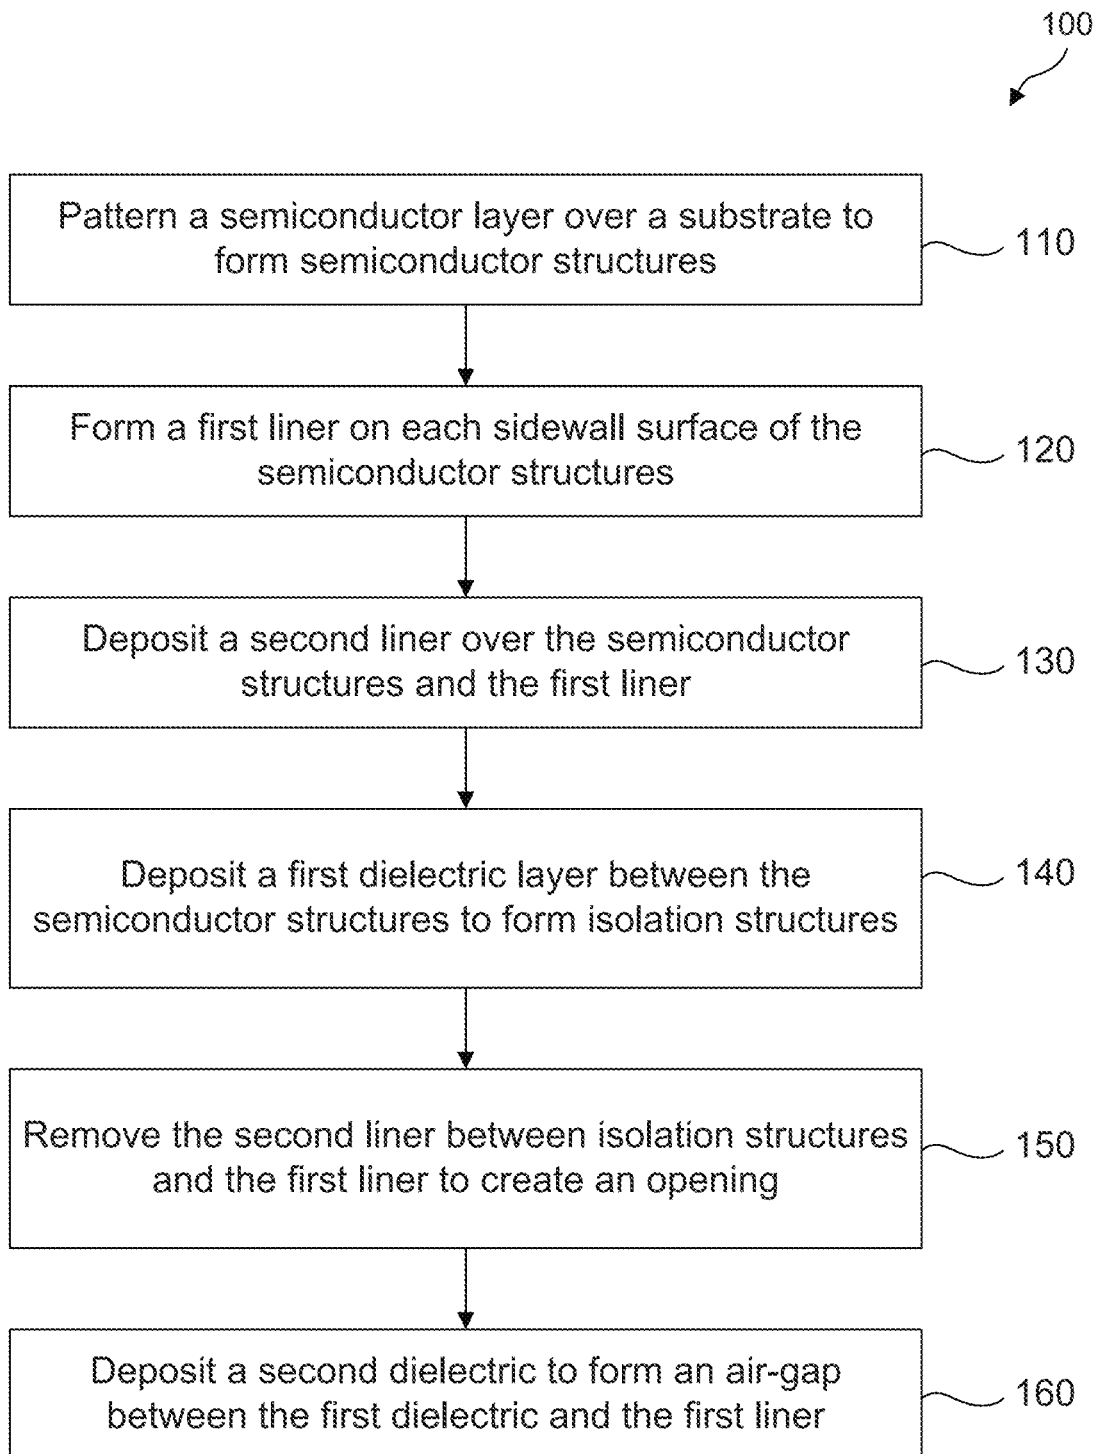 100
Pattern a semiconductor layer over a substrate to
form semiconductor structures
110
Form a first liner on each sidewall surface of the
semiconductor structures
120
Deposit a second liner over the semiconductor
structures and the first liner
130
Deposit a first dielectric layer between the
semiconductor structures to form isolation structures
140
Remove the second liner between isolation structures
and the first liner to create an opening
150
Deposit a second dielectric to form an air-gap
between the first dielectric and the first liner
160